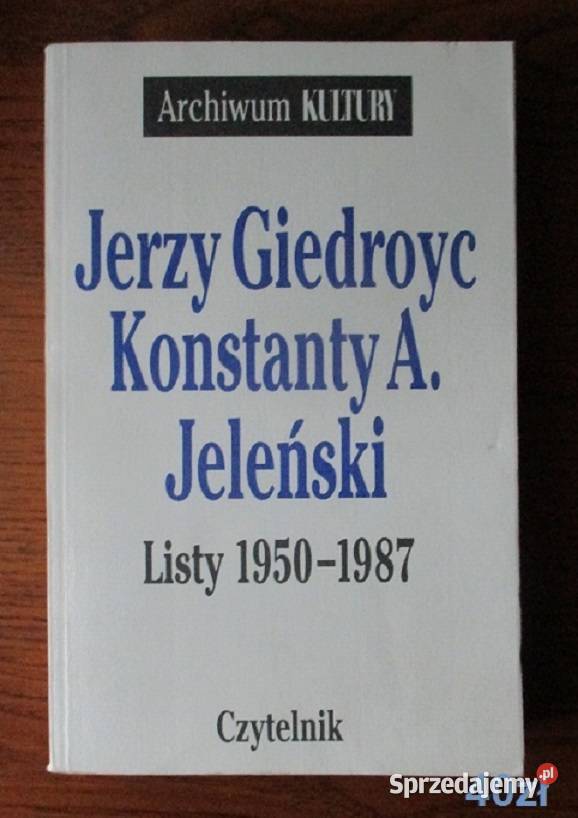 Archiwum KULTURY
Jerzy Giedroyc
Konstanty A.
Jeleński
Listy 1950–1987
Czytelnik
Sprzedajemy.pl